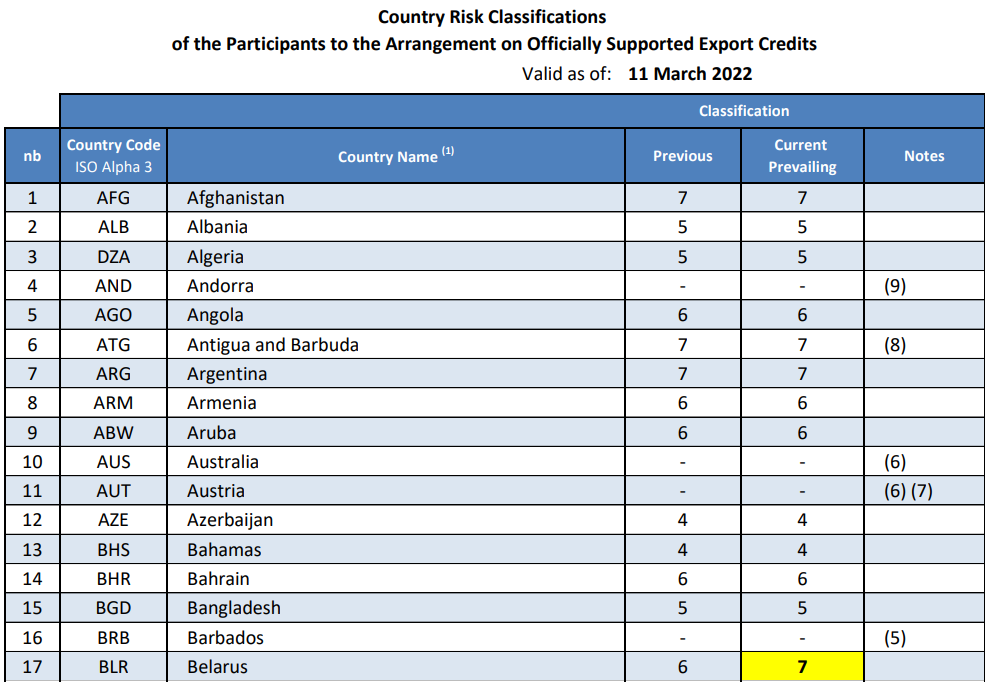 Country Risk Classifications
of the Participants to the Arrangement on Officially Supported Export Credits
Valid as of: 11 March 2022
Classification
nb Country Code ISO Alpha 3 Country Name (1) Previous Current Prevailing Notes
1 AFG Afghanistan 7 7
2 ALB Albania 5 5
3 DZA Algeria 5 5
4 AND Andorra - - (9)
5 AGO Angola 6 6
6 ATG Antigua and Barbuda 7 7 (8)
7 ARG Argentina 7 7
8 ARM Armenia 6 6
9 ABW Aruba 6 6
10 AUS Australia - - (6)
11 AUT Austria - - (6) (7)
12 AZE Azerbaijan 4 4
13 BHS Bahamas 4 4
14 BHR Bahrain 6 6
15 BGD Bangladesh 5 5
16 BRB Barbados - - (5)
17 BLR Belarus 6 7